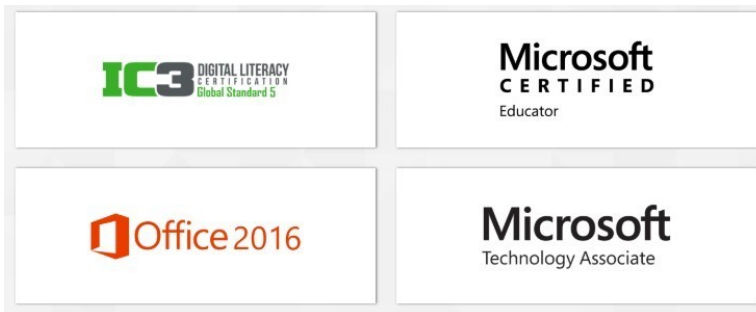 IC3 DIGITAL LITERACY
CERTIFICATION
Global Standard 5
Microsoft
CERTIFIED
Educator
Office 2016
Microsoft
Technology Associate